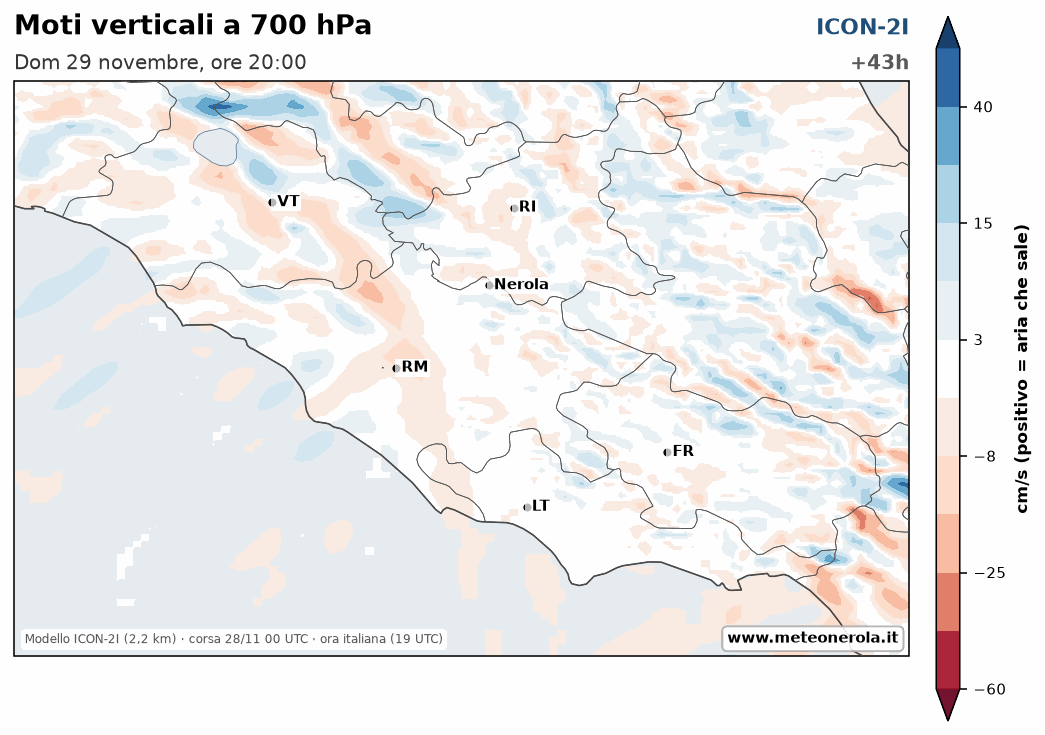 Moti verticali a 700 hPa
ICON-2I
Dom 29 novembre, ore 20:00
+43h
VT
RI
Nerola
RM
FR
LT
40
15
3
−8
−25
−60
cm/s (positivo = aria che sale)
Modello ICON-2I (2,2 km) · corsa 28/11 00 UTC · ora italiana (19 UTC)
www.meteonerola.it